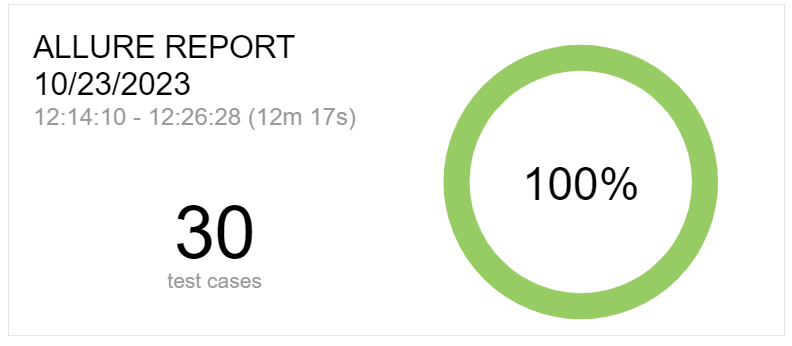 ALLURE REPORT
10/23/2023
12:14:10 - 12:26:28 (12m 17s)
30
test cases
100%